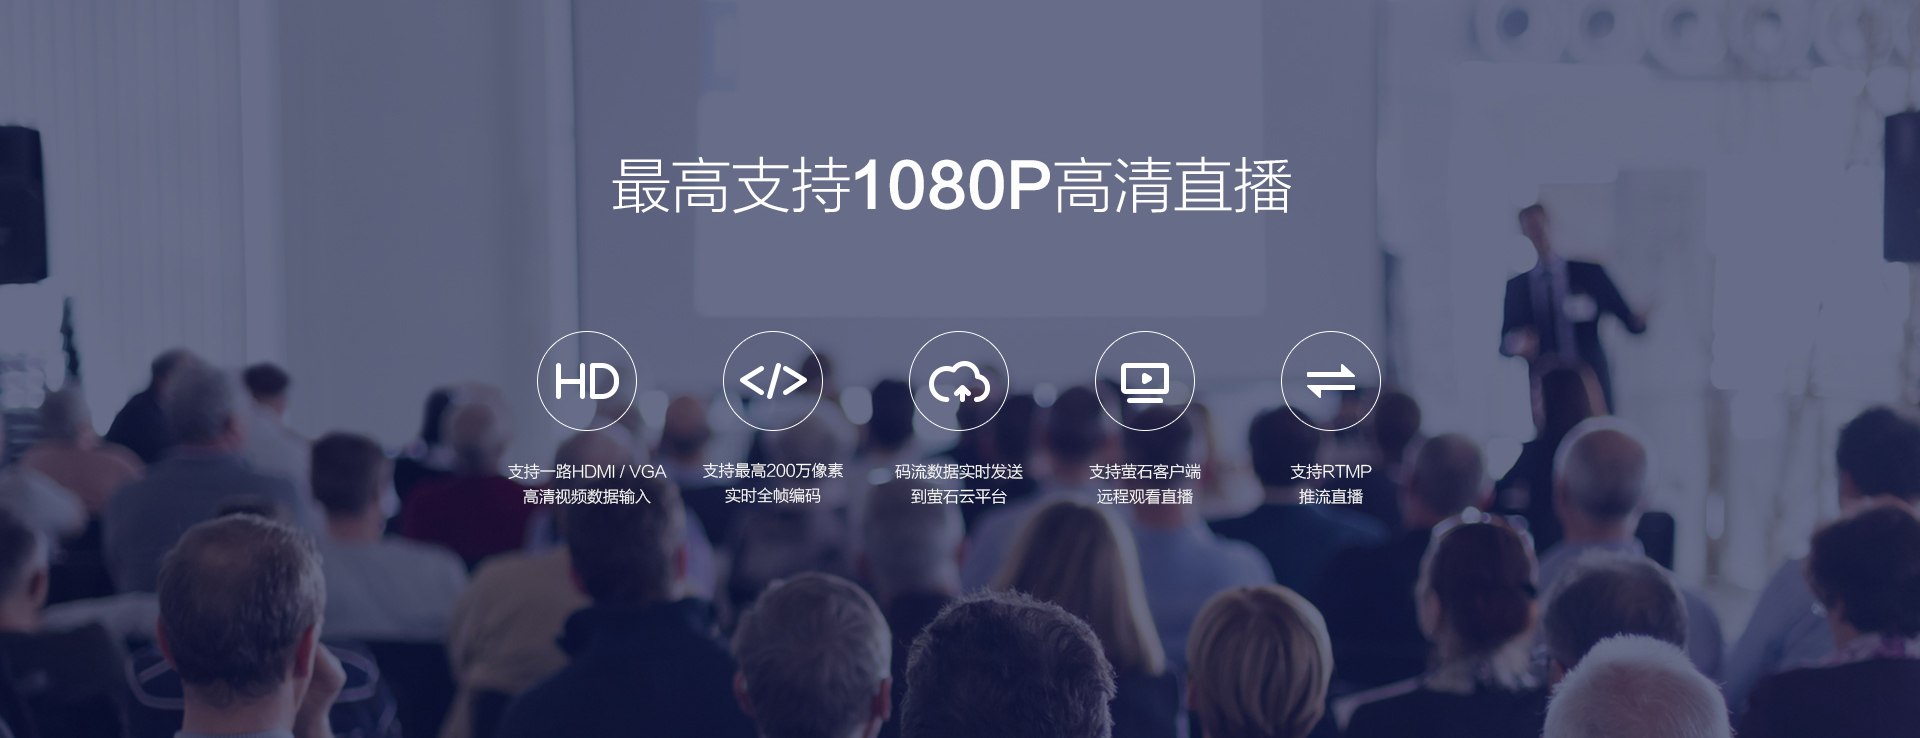 最高支持1080P高清直播
HD
支持一路HDMI / VGA
高清视频数据输入
支持最高200万像素
实时全帧编码
码流数据实时发送
到萤石云平台
支持萤石客户端
远程观看直播
支持RTMP
推流直播